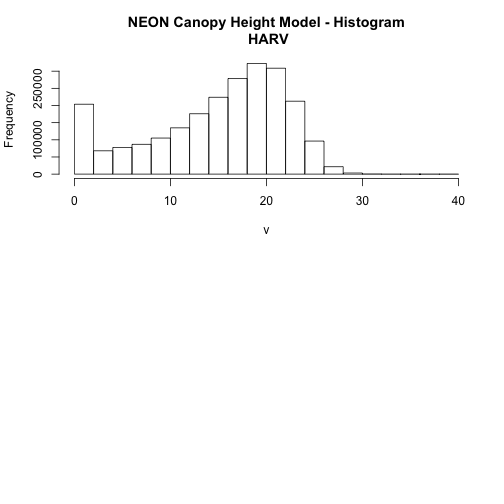 NEON Canopy Height Model - Histogram
HARV
Frequency
250000
100000
0
0 10 20 30 40
v